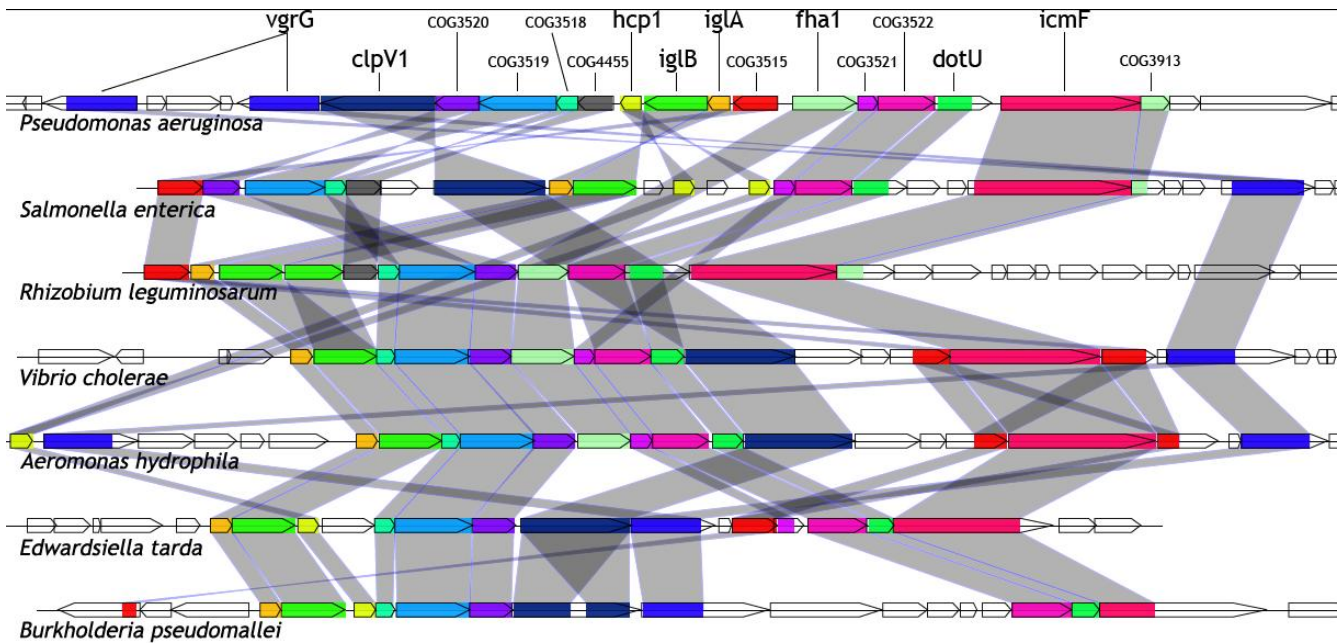 vgrG COG3520 COG3518 hcp1 iglA fha1 COG3522 icmF
clpV1 COG3519 COG4455 iglB COG3515 COG3521 dotU COG3913
Pseudomonas aeruginosa
Salmonella enterica
Rhizobium leguminosarum
Vibrio cholerae
Aeromonas hydrophila
Edwardsiella tarda
Burkholderia pseudomallei